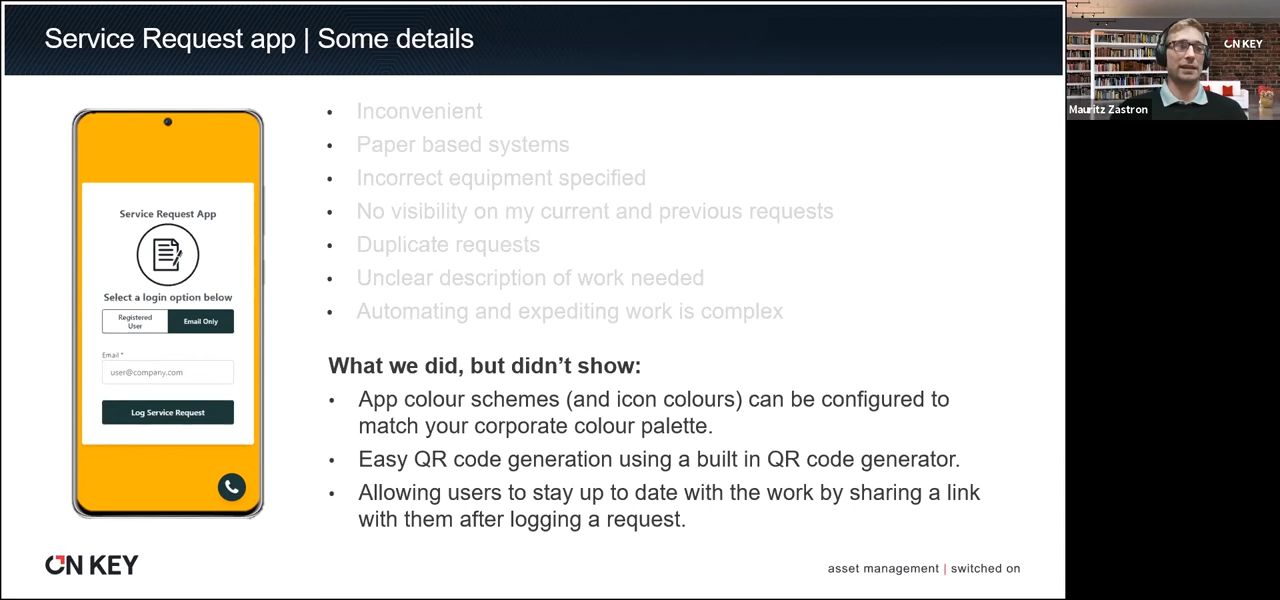 Service Request app | Some details
ON KEY
Mauritz Zastron
Inconvenient
Paper based systems
Incorrect equipment specified
No visibility on my current and previous requests
Duplicate requests
Unclear description of work needed
Automating and expediting work is complex
Service Request App
Select a login option below
Registered
User
Email Only
Email *
user@company.com
Log Service Request
What we did, but didn’t show:
App colour schemes (and icon colours) can be configured to
match your corporate colour palette.
Easy QR code generation using a built in QR code generator.
Allowing users to stay up to date with the work by sharing a link
with them after logging a request.
ON KEY
asset management | switched on